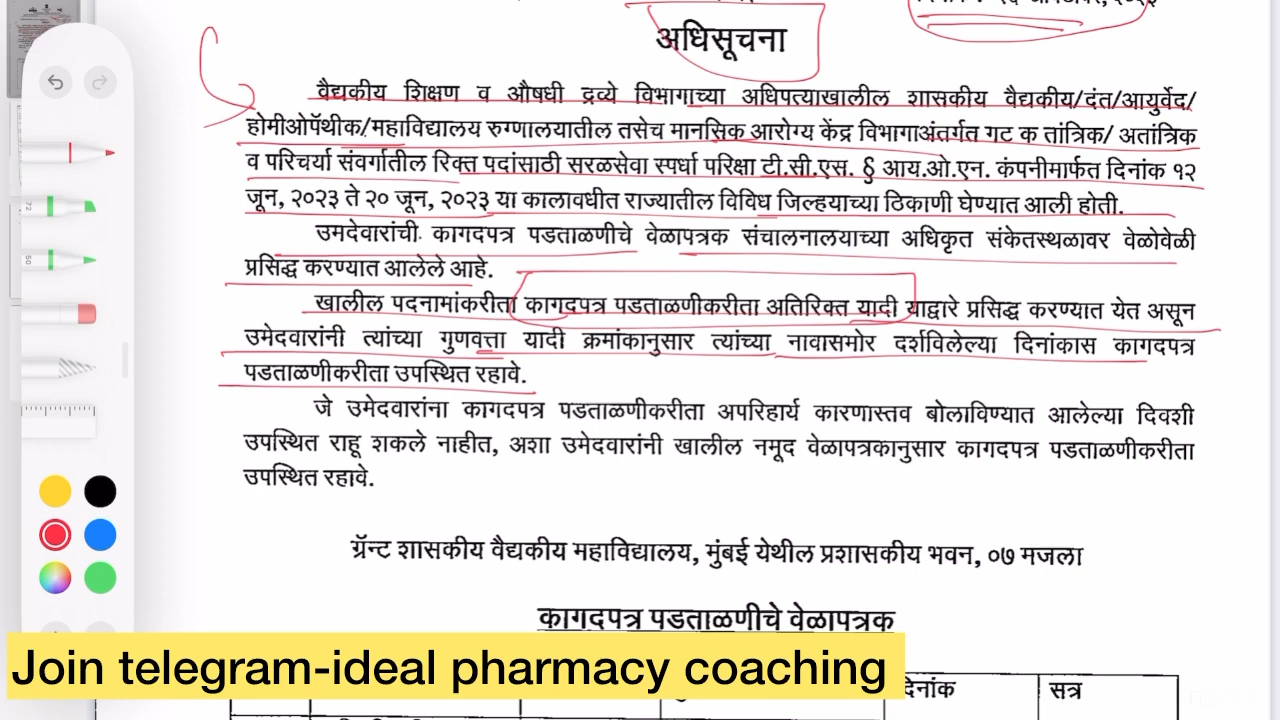 अधिसूचना
वैद्यकीय शिक्षण व औषधी द्रव्ये विभागाच्या अधिपत्याखालील शासकीय वैद्यकीय/दंत/आयुर्वेद/
होमीओपॅथीक/महाविद्यालय रुग्णालयातील तसेच मानसिक आरोग्य केंद्र विभागाअंतर्गत गट क तांत्रिक/ अतांत्रिक
व परिचर्या संवर्गातील रिक्त पदांसाठी सरळसेवा स्पर्धा परिक्षा टी.सी.एस. § आय.ओ.एन. कंपनीमार्फत दिनांक १२
जून, २०२३ ते २० जून, २०२३ या कालावधीत राज्यातील विविध जिल्हयाच्या ठिकाणी घेण्यात आली होती.
उमदेवारांची कागदपत्र पडताळणीचे वेळापत्रक संचालनालयाच्या अधिकृत संकेतस्थळावर वेळोवेळी
प्रसिद्ध करण्यात आलेले आहे.
खालील पदनामांकरीता कागदपत्र पडताळणीकरीता अतिरिक्त यादी याद्वारे प्रसिद्ध करण्यात येत असून
उमेदवारांनी त्यांच्या गुणवत्ता यादी क्रमांकानुसार त्यांच्या नावासमोर दर्शविलेल्या दिनांकास कागदपत्र
पडताळणीकरीता उपस्थित रहावे.
जे उमेदवारांना कागदपत्र पडताळणीकरीता अपरिहार्य कारणास्तव बोलाविण्यात आलेल्या दिवशी
उपस्थित राहू शकले नाहीत, अशा उमेदवारांनी खालील नमूद वेळापत्रकानुसार कागदपत्र पडताळणीकरीता
उपस्थित रहावे.
ग्रॅन्ट शासकीय वैद्यकीय महाविद्यालय, मुंबई येथील प्रशासकीय भवन, ०७ मजला
कागदपत्र पडताळणीचे वेळापत्रक
Join telegram-ideal pharmacy coaching
दिनांक सत्र